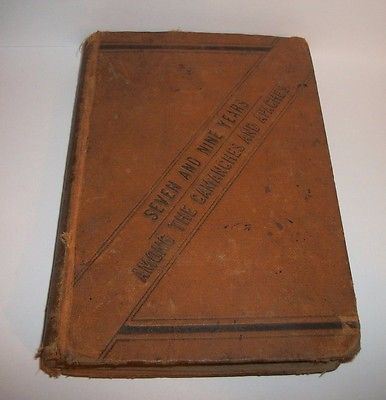 SEVEN AND NINE YEARS
AMONG THE CAMANCHES AND APACHES